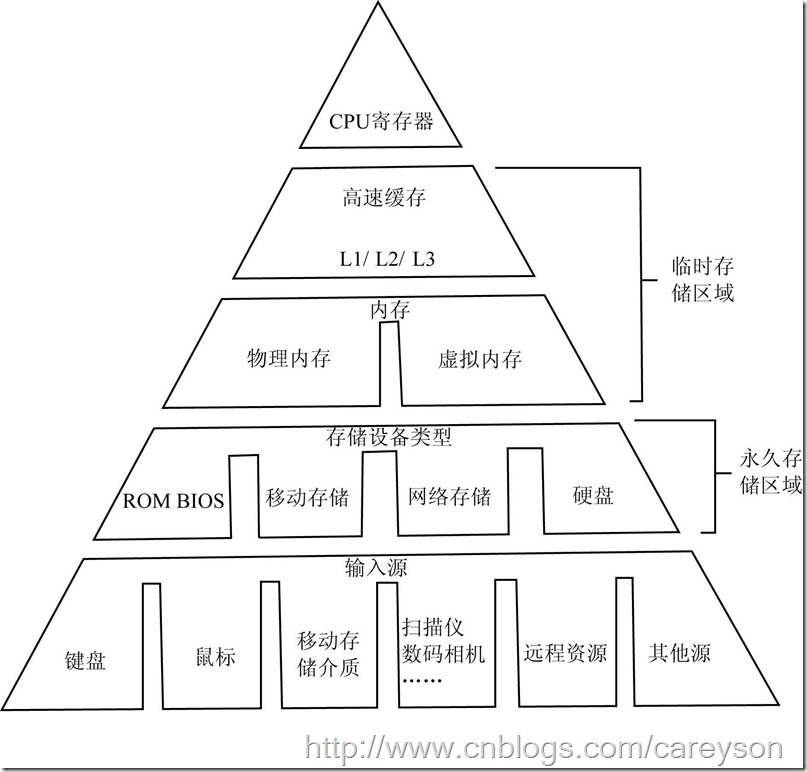 CPU寄存器
高速缓存
L1/ L2/ L3
临时存
储区域
内存
物理内存
虚拟内存
存储设备类型
ROM BIOS
移动存储
网络存储
硬盘
永久存
储区域
输入源
键盘
鼠标
移动存
储介质
扫描仪
数码相机
……
远程资源
其他源
http://www.cnblogs.com/careyson